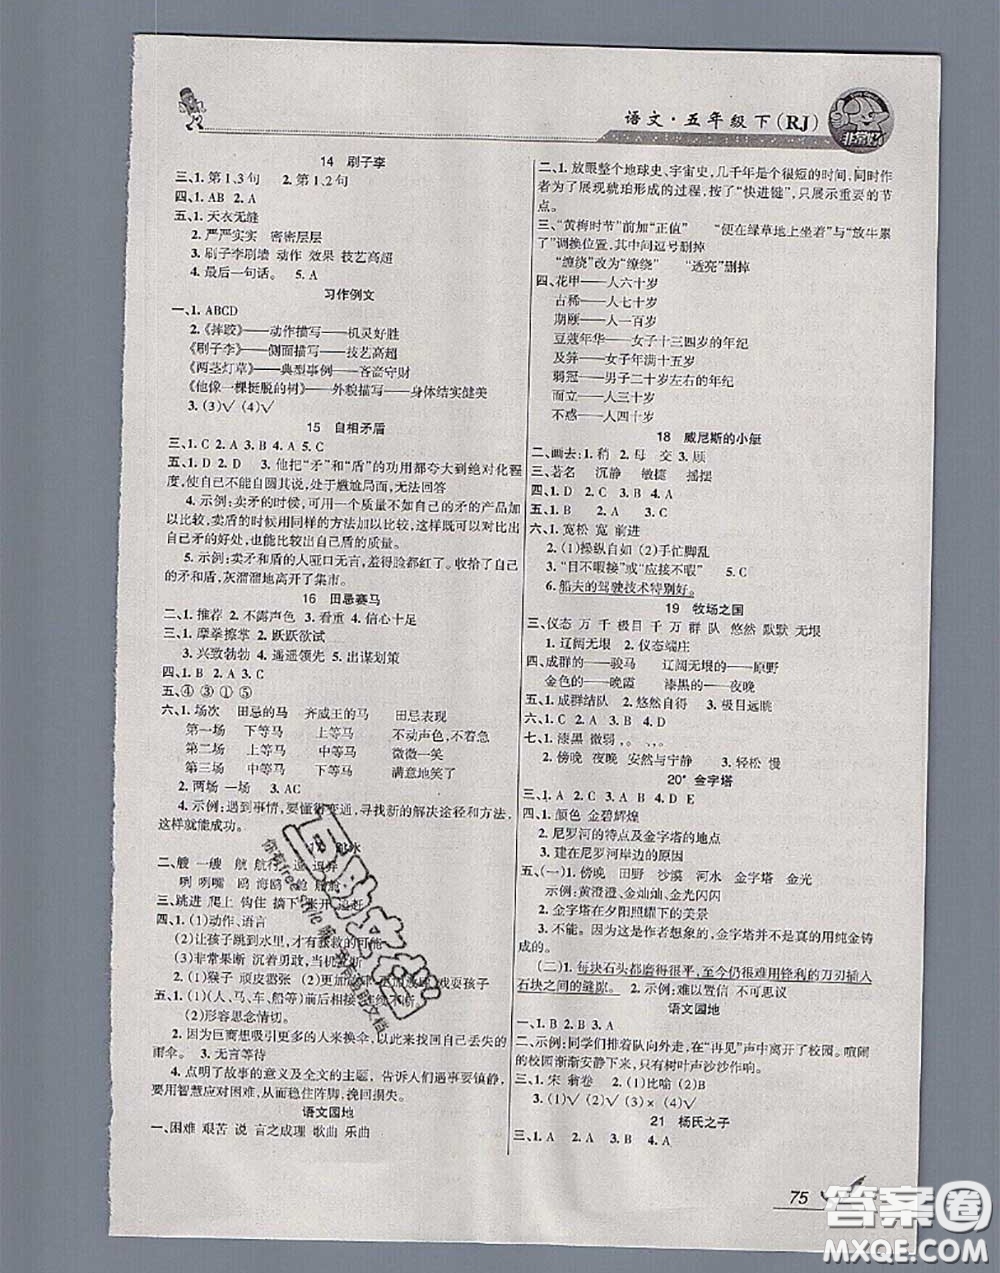 语文·五年级下(RJ)
非常好
14 刷子李
三、1. 第1、3句 2. 第1、2句
四、1. AB 2. A
五、1. 天衣无缝
2. 严严实实 密密层层
3. 刷子李刷墙 动作 效果 技艺高超
4. 最后一句话。 5. A
习作例文
一、1. ABCD
2.《摔跤》——动作描写——机灵好胜
《刷子李》——侧面描写——技艺高超
《两茎灯草》——典型事例——吝啬守财
《他像一棵挺脱的树》——外貌描写——身体结实健美
3. (3)√ (4)√
15 自相矛盾
三、1. C 2. A 3. B 4. A 5. C
五、1. D 2. D 3. 他把“矛”和“盾”的功用都夸大到绝对化程
度,使自己不能自圆其说,处于尴尬局面,无法回答
4. 示例:卖矛的时候,可用一些不如自己的矛的产品加
以比较,卖盾的时候用同样的方法加以比较,这样既可以对比出
自己矛的好处,也能比较出自己盾的质量。
5. 示例:卖矛和盾的人哑口无言,羞得脸都红了。收拾了自己
的矛和盾,灰溜溜地离开了集市。
16 田忌赛马
二、1. 推荐 2. 不露声色 3. 看重 4. 信心十足
三、1. 摩拳擦掌 2. 跃跃欲试
3. 兴致勃勃 4. 遥遥领先 5. 出谋划策
四、1. B 2. A 3. A
五、④ ③ ① ⑤
六、1. 场次 田忌的马 齐威王的马 田忌表现
第一场 下等马 上等马 不动声色,不着急
第二场 上等马 中等马 微微一笑
第三场 中等马 下等马 满意地笑了
2. 两场 一场 3. AC
4. 示例:遇到事情,要懂得变通,寻找新的解决途径和方法,
这样就能成功。
水
二、艘 一艘 航 航行 逗
咧 咧嘴 鸥 海鸥 舱
三、跳进 爬上 钩住 摘下
四、1. (1)动作、语言
(2)让孩子跳到水里,才有获救的可能
(3)非常果断 沉着勇敢,当机立断
2. (1)猴子 顽皮嚣张 (2)更加放肆 戏耍孩子
五、1. (1)(人、马、车、船等)前后相接,连续不断。
(2)形容思念情切。
2. 因为巨商想吸引更多的人来换伞,以便找到自己丢失的
雨伞。 3. 无言等待
4. 点明了故事的意义及全文的主题, 告诉人们遇事要镇静,
要用智慧应对困难,从而稳住阵脚,挽回损失。
语文园地
一、困难 艰苦 说 言之成理 歌曲 乐曲
二、1. 放眼整个地球史、宇宙史,几千年是个很短的时间,同时作
者为了展现琥珀形成的过程,按了“快进键”,只展示重要的节
点。
三、“黄梅时节”前加“正值” “便在绿草地上坐着”与“放牛累
了”调换位置,其中间逗号删掉
“缠绕”改为“缭绕” “透亮”删掉
四、花甲——人六十岁
古稀——人七十岁
期颐——人一百岁
豆蔻年华——女子十三四岁的年纪
及笄——女子年满十五岁
弱冠——男子二十岁左右的年纪
而立——人三十岁
不惑——人四十岁
18 威尼斯的小艇
二、画去:稍 1. 艄 2. 母 交 3. 顾
三、著名 沉静 敏捷 摇摆
四、1. D 2. C 3. B 4. A
五、1. B 2. A 3. C
六、1. 宽松 宽 前进
2. (1)操纵自如 (2)手忙脚乱
3. “目不暇接”或“应接不暇” 5. C
6. 船夫的驾驶技术特别好。
19 牧场之国
三、仪态 万 千 极目 千 万 群 队 悠然 默默 无垠
1. 辽阔无垠 2. 仪态端庄
四、成群的——骏马 辽阔无垠的——原野
金色的——晚霞 漆黑的——夜晚
五、1. 成群结队 2. 悠然自得 3. 极目远眺
六、1. C 2. A 3. B 4. D
七、1. 漆黑 微弱 , 。 , 。
2. 傍晚 夜晚 安然与宁静 3. 轻松 慢
20* 金字塔
三、1. B 2. A 3. C 4. D E
四、1. 颜色 金碧辉煌
2. 尼罗河的特点及金字塔的地点
3. 建在尼罗河岸边的原因
五、(一)1. 傍晚 田野 沙漠 河水 金字塔 金光
示例:黄澄澄、金灿灿、金光闪闪
2. 金字塔在夕阳照耀下的美景
3. 不能。因为这是作者想象的,金字塔并不是真的用纯金铸
成的。
(二)1. 每块石头都磨得很平,至今仍很难用锋利的刀刃插入
石块之间的缝隙。 2. 示例:难以置信 不可思议
语文园地
一、1. B 2. B 3. A
二、示例:同学们排着队向外走,在“再见”声中离开了校园。喧闹
的校园渐渐安静下来,只有树叶声沙沙作响。
三、1. 宋 翁卷 2. (1)比喻 (2)B
3. (1)√ (2)√ (3)× (4)√
21 杨氏之子
三、1. A 2. B 3. A 4. A
75
答案圈
MXQE.COM